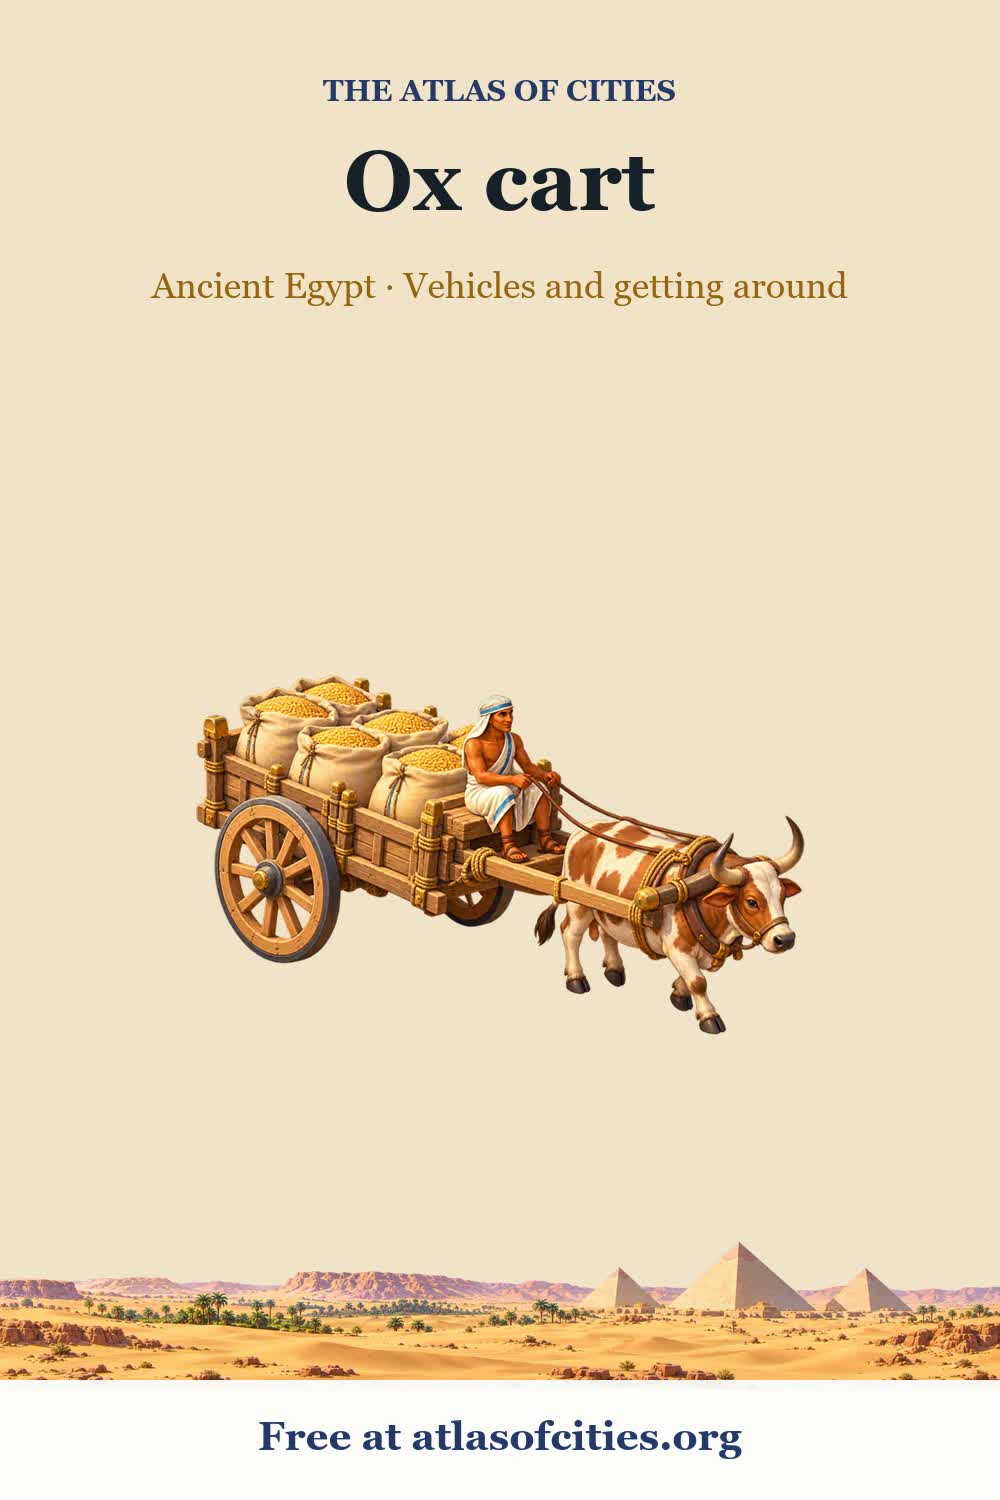 THE ATLAS OF CITIES
Ox cart
Ancient Egypt · Vehicles and getting around
Free at atlasofcities.org